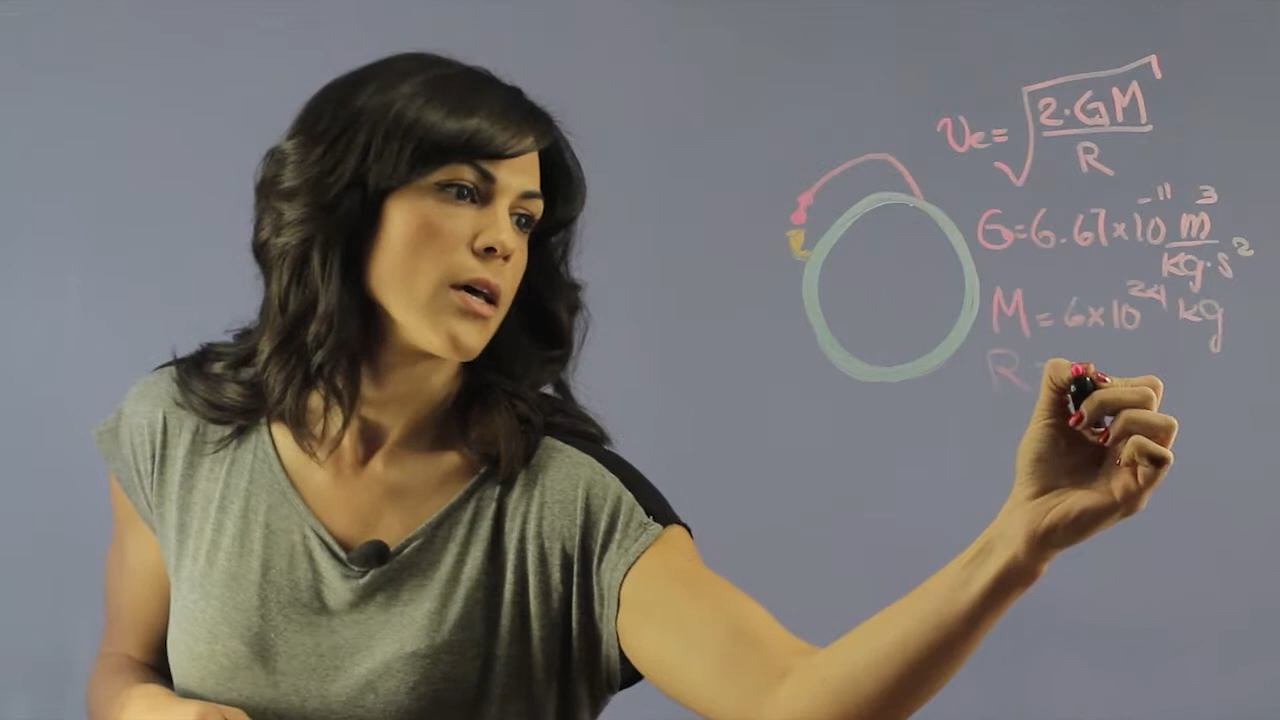 Ve = √(2·GM / R)
G = 6.67 × 10⁻¹¹ m³ / kg·s²
M = 6 × 10²⁴ kg
R =